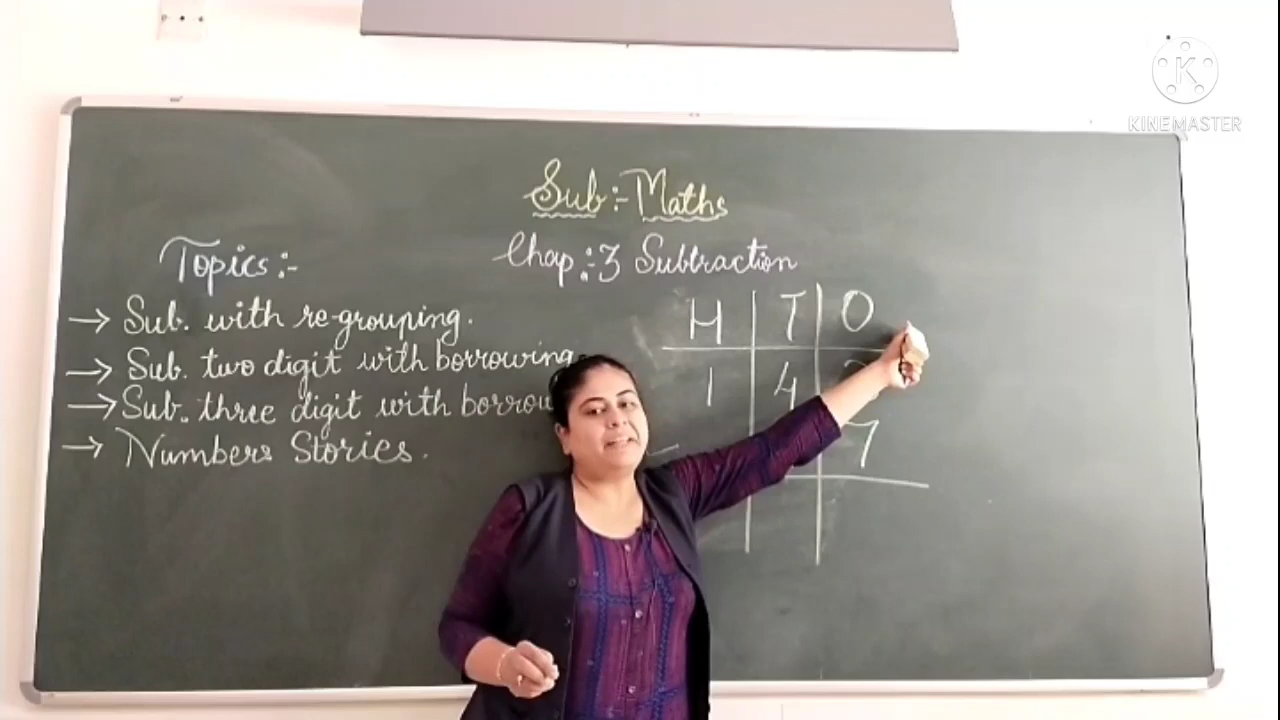 Sub:- Maths
Chap:- 3 Subtraction
Topics:-
→ Sub. with re-grouping.
→ Sub. two digit with borrowing
→ Sub. three digit with
→ Numbers Stories.
H T O
1 4
7
KINEMASTER